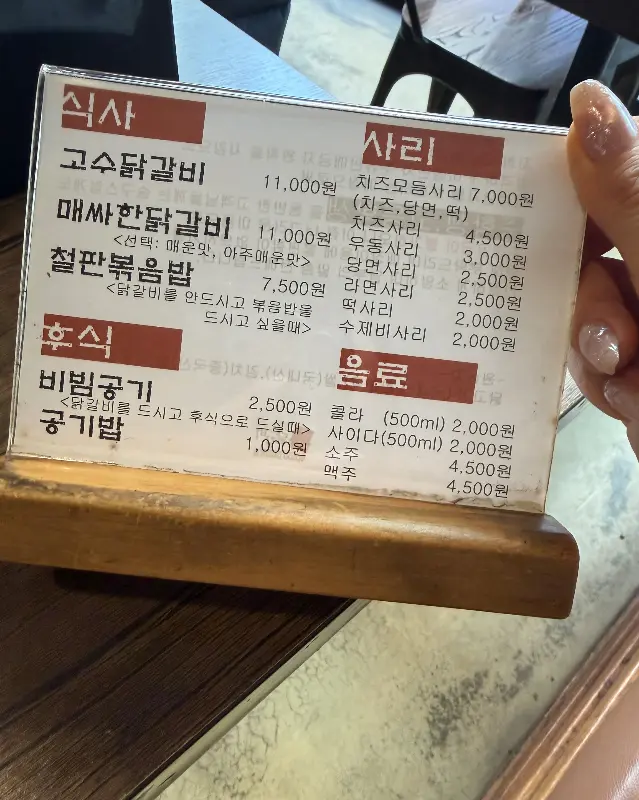 식사
고수닭갈비 11,000원
매싸한닭갈비 11,000원
<선택: 매운맛, 아주매운맛>
철판볶음밥 7,500원
<닭갈비를 안드시고 볶음밥을
드시고 싶을때>
후식
비빔공기 2,500원
<닭갈비를 드시고 후식으로 드실때>
공기밥 1,000원
사리
치즈모듬사리 7,000원
(치즈,당면,떡)
치즈사리 4,500원
우동사리 3,000원
당면사리 2,500원
라면사리 2,500원
떡사리 2,000원
수제비사리 2,000원
음료
콜라 (500ml) 2,000원
사이다(500ml) 2,000원
소주 4,500원
맥주 4,500원